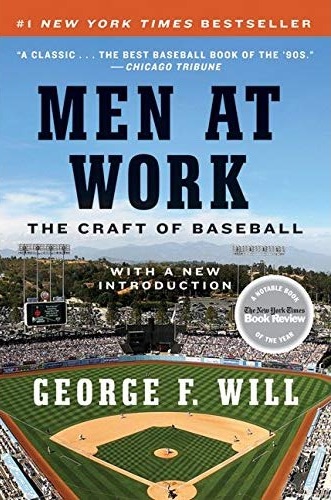 #1 NEW YORK TIMES BESTSELLER
"A CLASSIC . . . THE BEST BASEBALL BOOK OF THE '90S."
—CHICAGO TRIBUNE
MEN AT
WORK
THE CRAFT OF BASEBALL
WITH A NEW
INTRODUCTION
A NOTABLE BOOK
The New York Times
Book Review
OF THE YEAR
GEORGE F. WILL